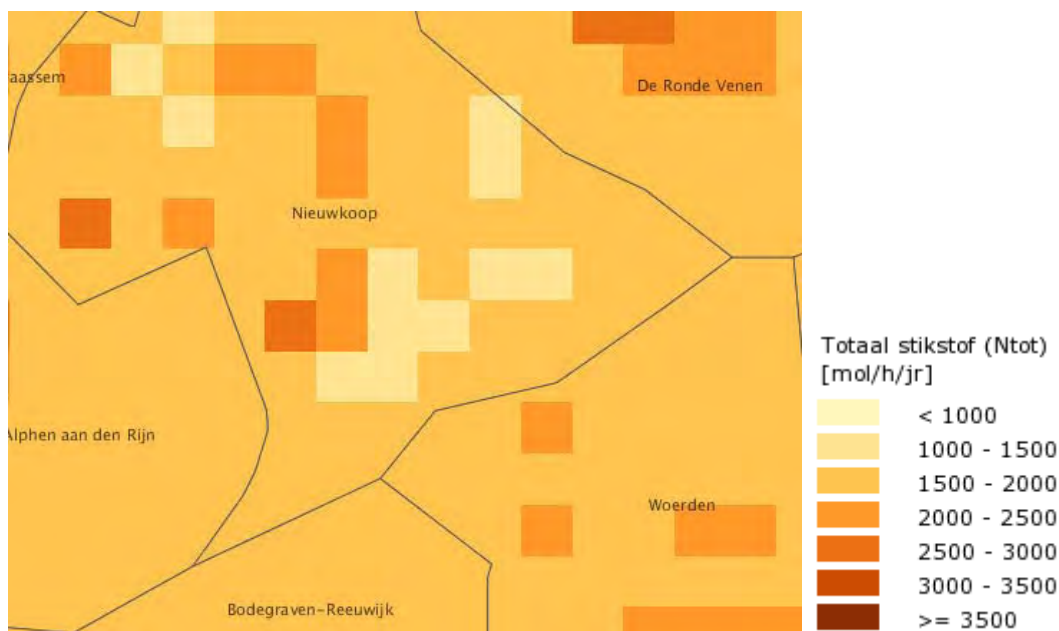 aassem
De Ronde Venen
Nieuwkoop
Alphen aan den Rijn
Woerden
Bodegraven-Reeuwijk
Totaal stikstof (Ntot)
[mol/h/jr]
< 1000
1000 - 1500
1500 - 2000
2000 - 2500
2500 - 3000
3000 - 3500
>= 3500